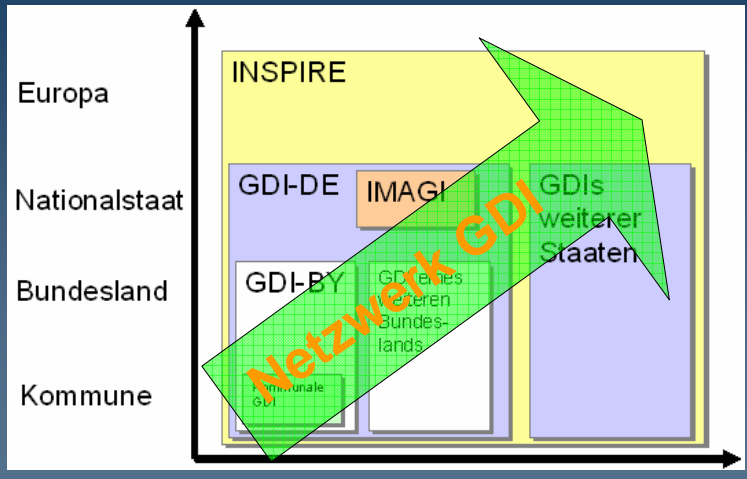 Europa
INSPIRE
Nationalstaat
GDI-DE
IMAGI
GDIs
weiterer
Staaten
Bundesland
GDI-BY
GDI eines
weiteren
Bundes-
lands
Kommune
Kommunale
GDI
Netzwerk GDI